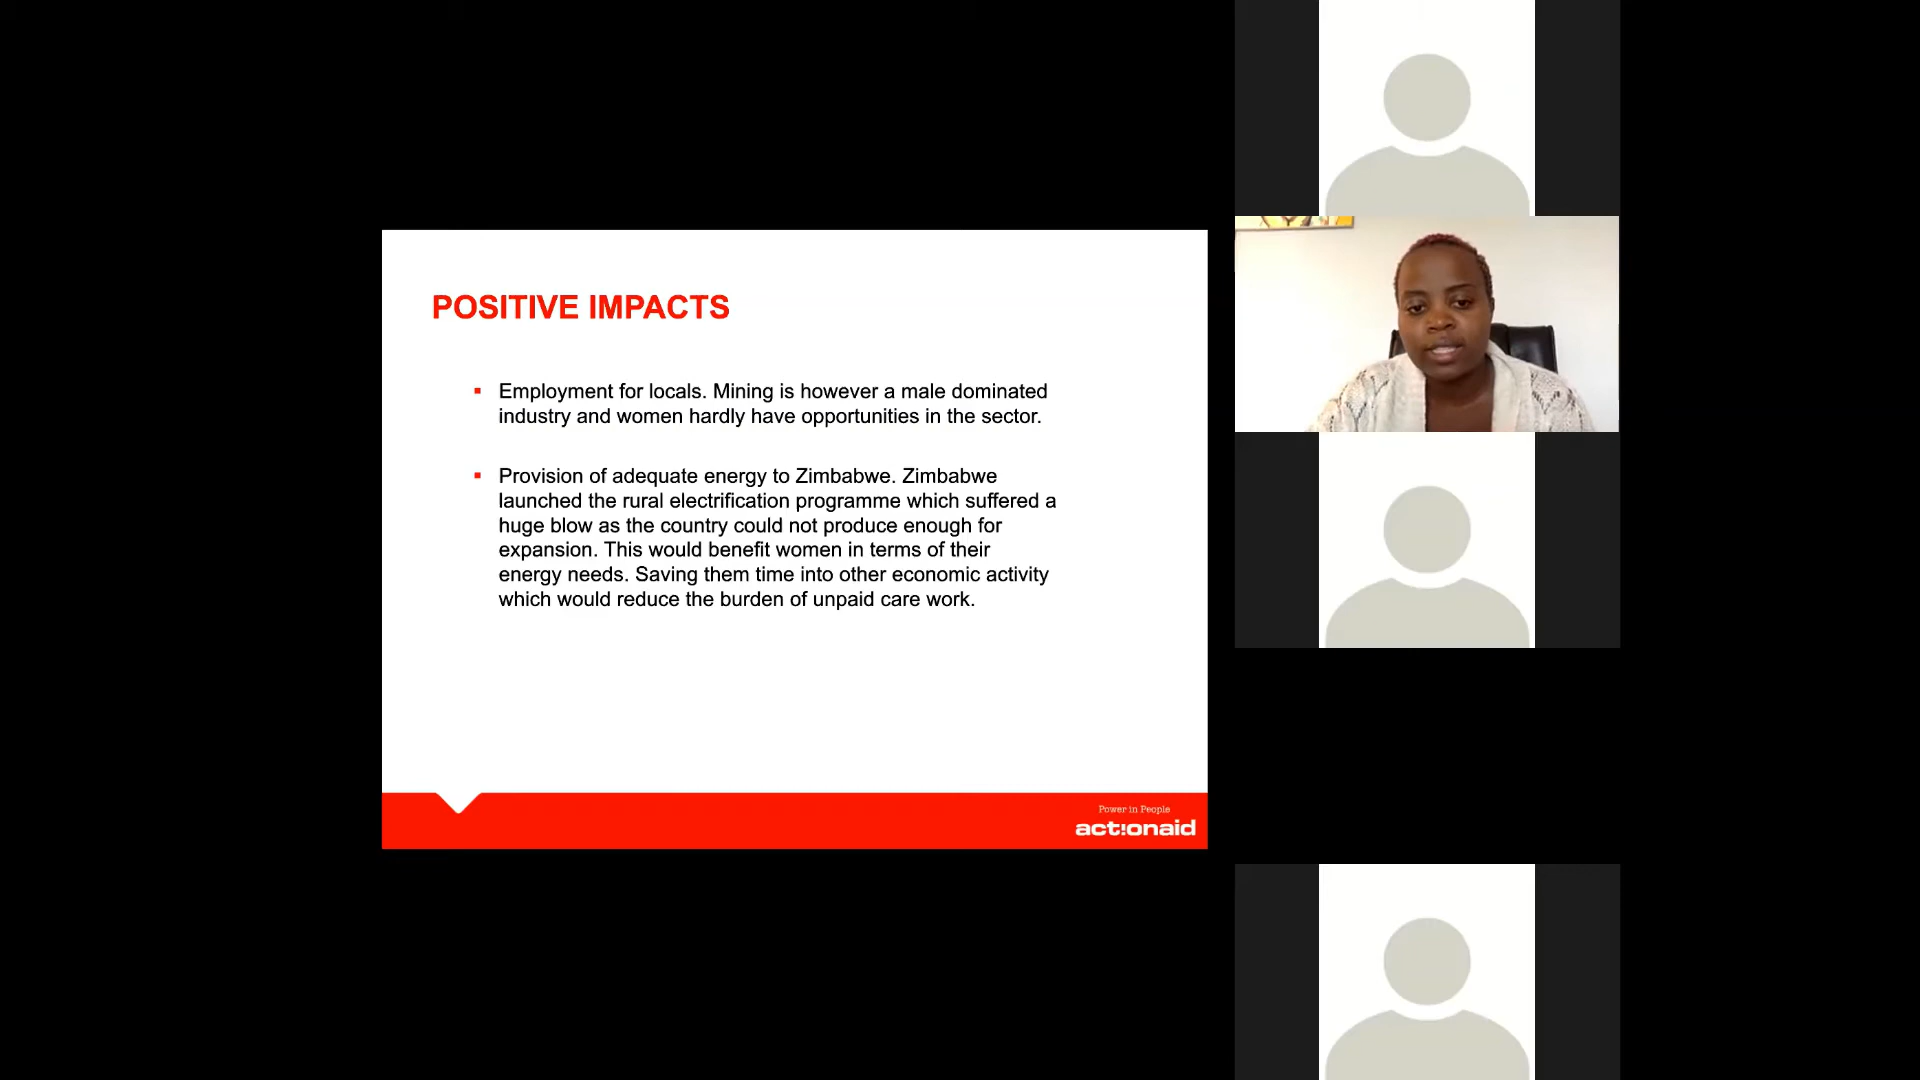 POSITIVE IMPACTS
Employment for locals. Mining is however a male dominated
industry and women hardly have opportunities in the sector.
Provision of adequate energy to Zimbabwe. Zimbabwe
launched the rural electrification programme which suffered a
huge blow as the country could not produce enough for
expansion. This would benefit women in terms of their
energy needs. Saving them time into other economic activity
which would reduce the burden of unpaid care work.
Power in People
act!onaid